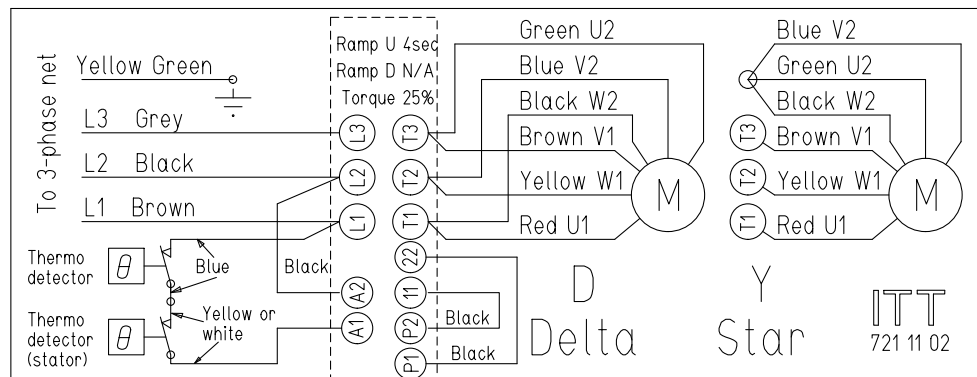 To 3-phase net
Yellow Green
L3 Grey
L2 Black
L1 Brown
Thermo
detector
θ
Blue
Thermo
detector
(stator)
θ
Yellow or
white
Black
Ramp U 4sec
Ramp D N/A
Torque 25%
L3
L2
L1
A2
A1
T3
T2
T1
22
11
P2
P1
Black
Black
Green U2
Blue V2
Black W2
Brown V1
Yellow W1
Red U1
M
D
Delta
Blue V2
Green U2
Black W2
T3
Brown V1
T2
Yellow W1
T1
Red U1
M
Y
Star
ITT
721 11 02